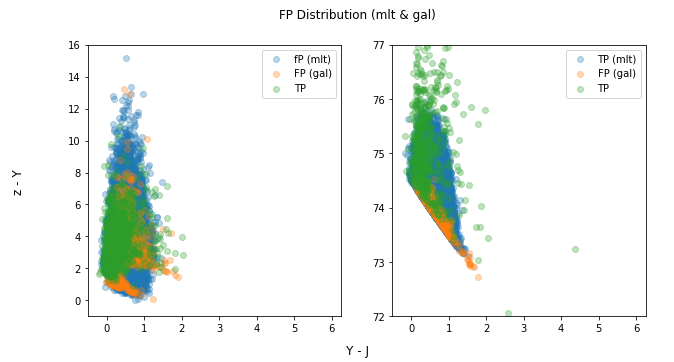 FP Distribution (mlt & gal)
16
14
12
10
8
6
4
2
0
0 1 2 3 4 5 6
fP (mlt)
FP (gal)
TP
77
76
75
74
73
72
0 1 2 3 4 5 6
TP (mlt)
FP (gal)
TP
z - Y
Y - J